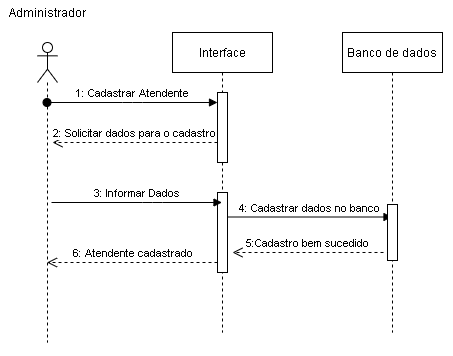 Administrador
Interface
Banco de dados
1: Cadastrar Atendente
2: Solicitar dados para o cadastro
3: Informar Dados
4: Cadastrar dados no banco
5:Cadastro bem sucedido
6: Atendente cadastrado